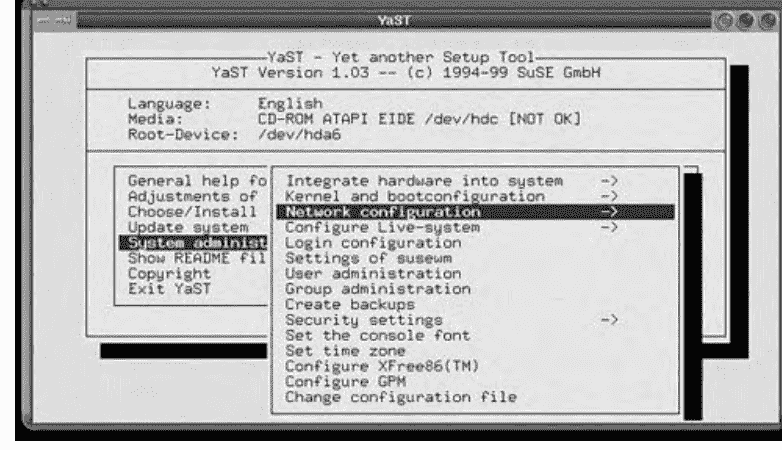 YaST
YaST - Yet another Setup Tool
YaST Version 1.03 -- (c) 1994-99 SuSE GmbH
Language: English
Media: CD-ROM ATAPI EIDE /dev/hdc [NOT OK]
Root-Device: /dev/hda6
General help fo
Adjustments of
Choose/Install
Update system
System administ
Show README fil
Copyright
Exit YaST
Integrate hardware into system ->
Kernel and bootconfiguration ->
Network configuration ->
Configure Live-system ->
Login configuration
Settings of susewm
User administration
Group administration
Create backups
Security settings ->
Set the console font
Set time zone
Configure XFree86(TM)
Configure GPM
Change configuration file